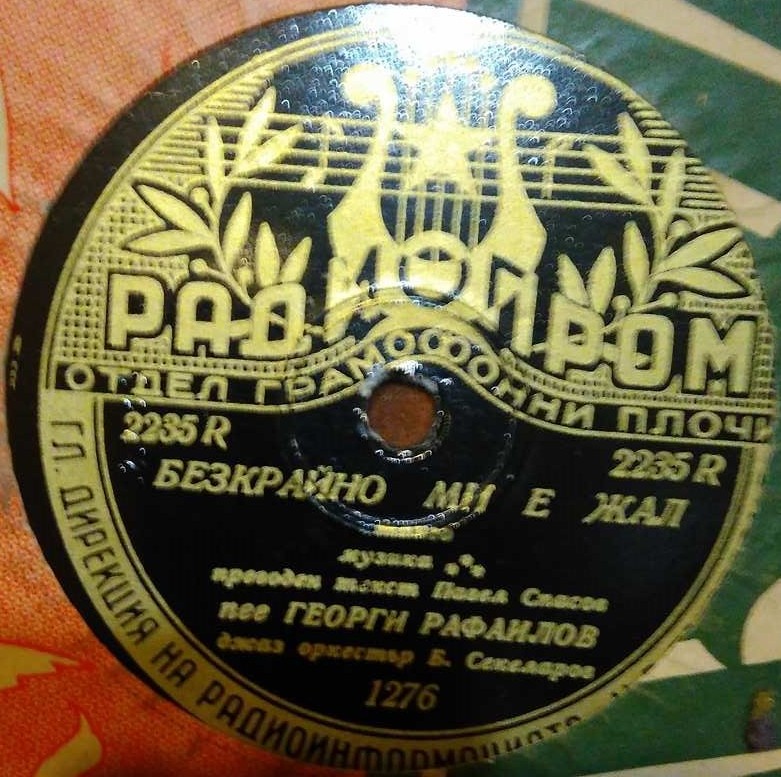 РАДИОПРОМ
ОТДЕЛ ГРАМОФОННИ ПЛОЧИ
2235 R
2235 R
БЕЗКРАЙНО МИ Е ЖАЛ
музика ***
преводен текст Павел Спасов
пее ГЕОРГИ РАФАИЛОВ
джаз оркестър Б. Секеларов
1276
ГЛ. ДИРЕКЦИЯ НА РАДИОИНФОРМАЦИЯТА